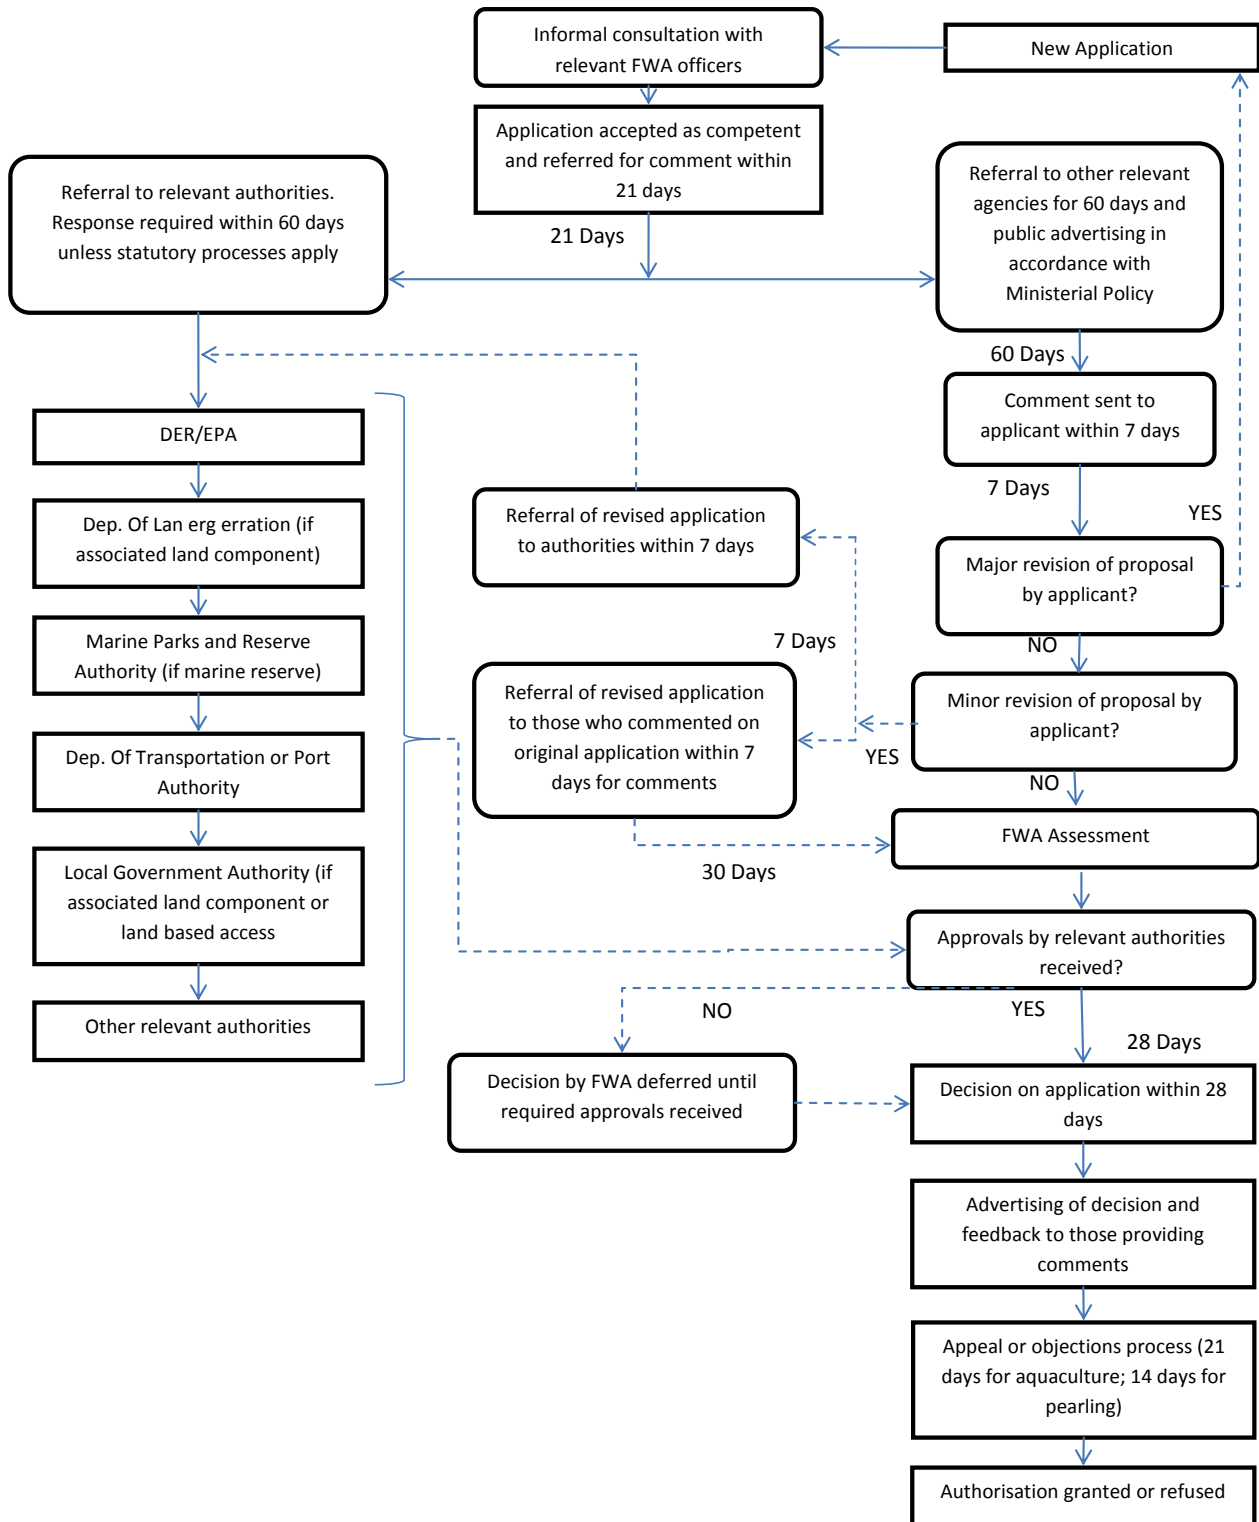 Informal consultation with
relevant FWA officers
New Application
Application accepted as competent
and referred for comment within
21 days
Referral to relevant authorities.
Response required within 60 days
unless statutory processes apply
Referral to other relevant
agencies for 60 days and
public advertising in
accordance with
Ministerial Policy
21 Days
60 Days
Comment sent to
applicant within 7 days
7 Days
YES
DER/EPA
Dep. Of Lan erg erration (if
associated land component)
Referral of revised application
to authorities within 7 days
Major revision of proposal
by applicant?
NO
Marine Parks and Reserve
Authority (if marine reserve)
7 Days
Referral of revised application
to those who commented on
original application within 7
days for comments
Minor revision of proposal by
applicant?
YES
NO
Dep. Of Transportation or Port
Authority
FWA Assessment
30 Days
Local Government Authority (if
associated land component or
land based access
Approvals by relevant authorities
received?
Other relevant authorities
NO
YES
28 Days
Decision by FWA deferred until
required approvals received
Decision on application within 28
days
Advertising of decision and
feedback to those providing
comments
Appeal or objections process (21
days for aquaculture; 14 days for
pearling)
Authorisation granted or refused